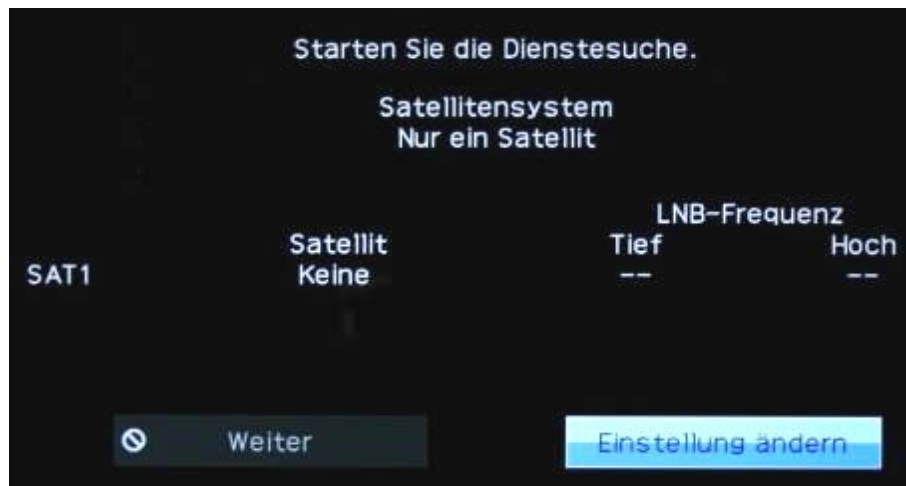 Starten Sie die Dienstesuche.
Satellitensystem
Nur ein Satellit
LNB-Frequenz
Satellit Tief Hoch
SAT1 Keine -- --
Weiter Einstellung ändern